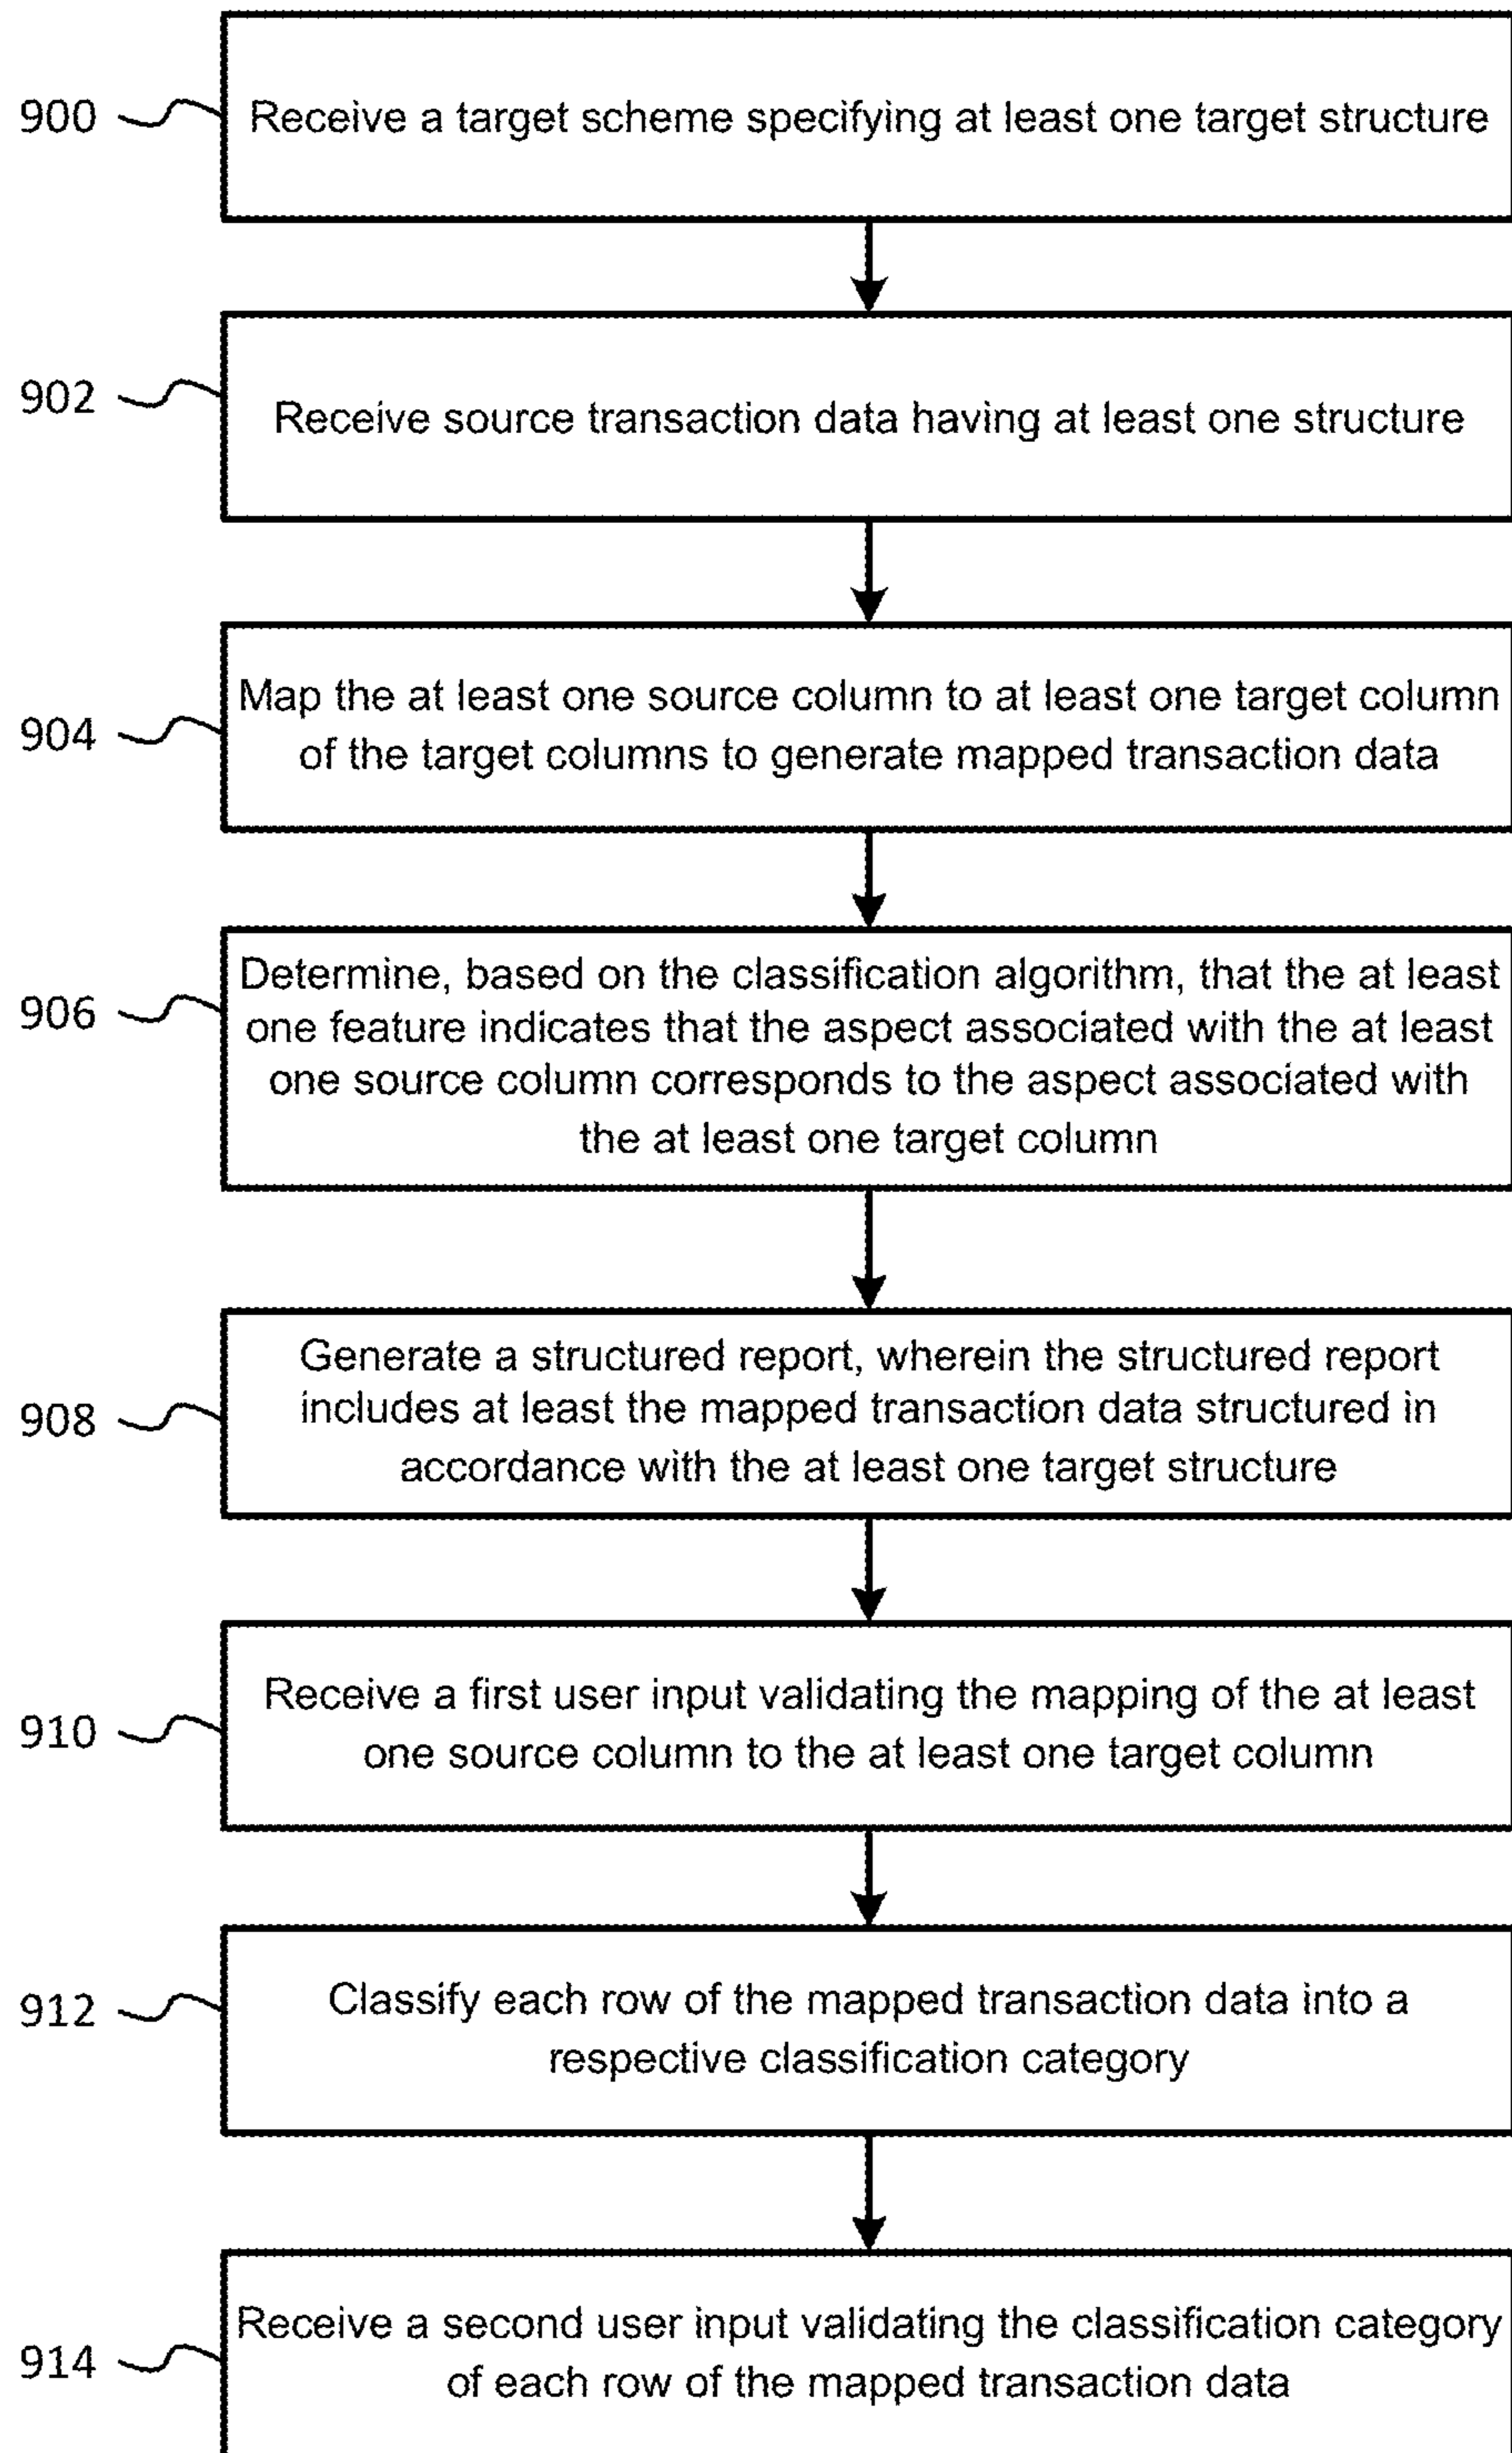 900
Receive a target scheme specifying at least one target structure
902
Receive source transaction data having at least one structure
904
Map the at least one source column to at least one target column
of the target columns to generate mapped transaction data
906
Determine, based on the classification algorithm, that the at least
one feature indicates that the aspect associated with the at least
one source column corresponds to the aspect associated with
the at least one target column
908
Generate a structured report, wherein the structured report
includes at least the mapped transaction data structured in
accordance with the at least one target structure
910
Receive a first user input validating the mapping of the at least
one source column to the at least one target column
912
Classify each row of the mapped transaction data into a
respective classification category
914
Receive a second user input validating the classification category
of each row of the mapped transaction data